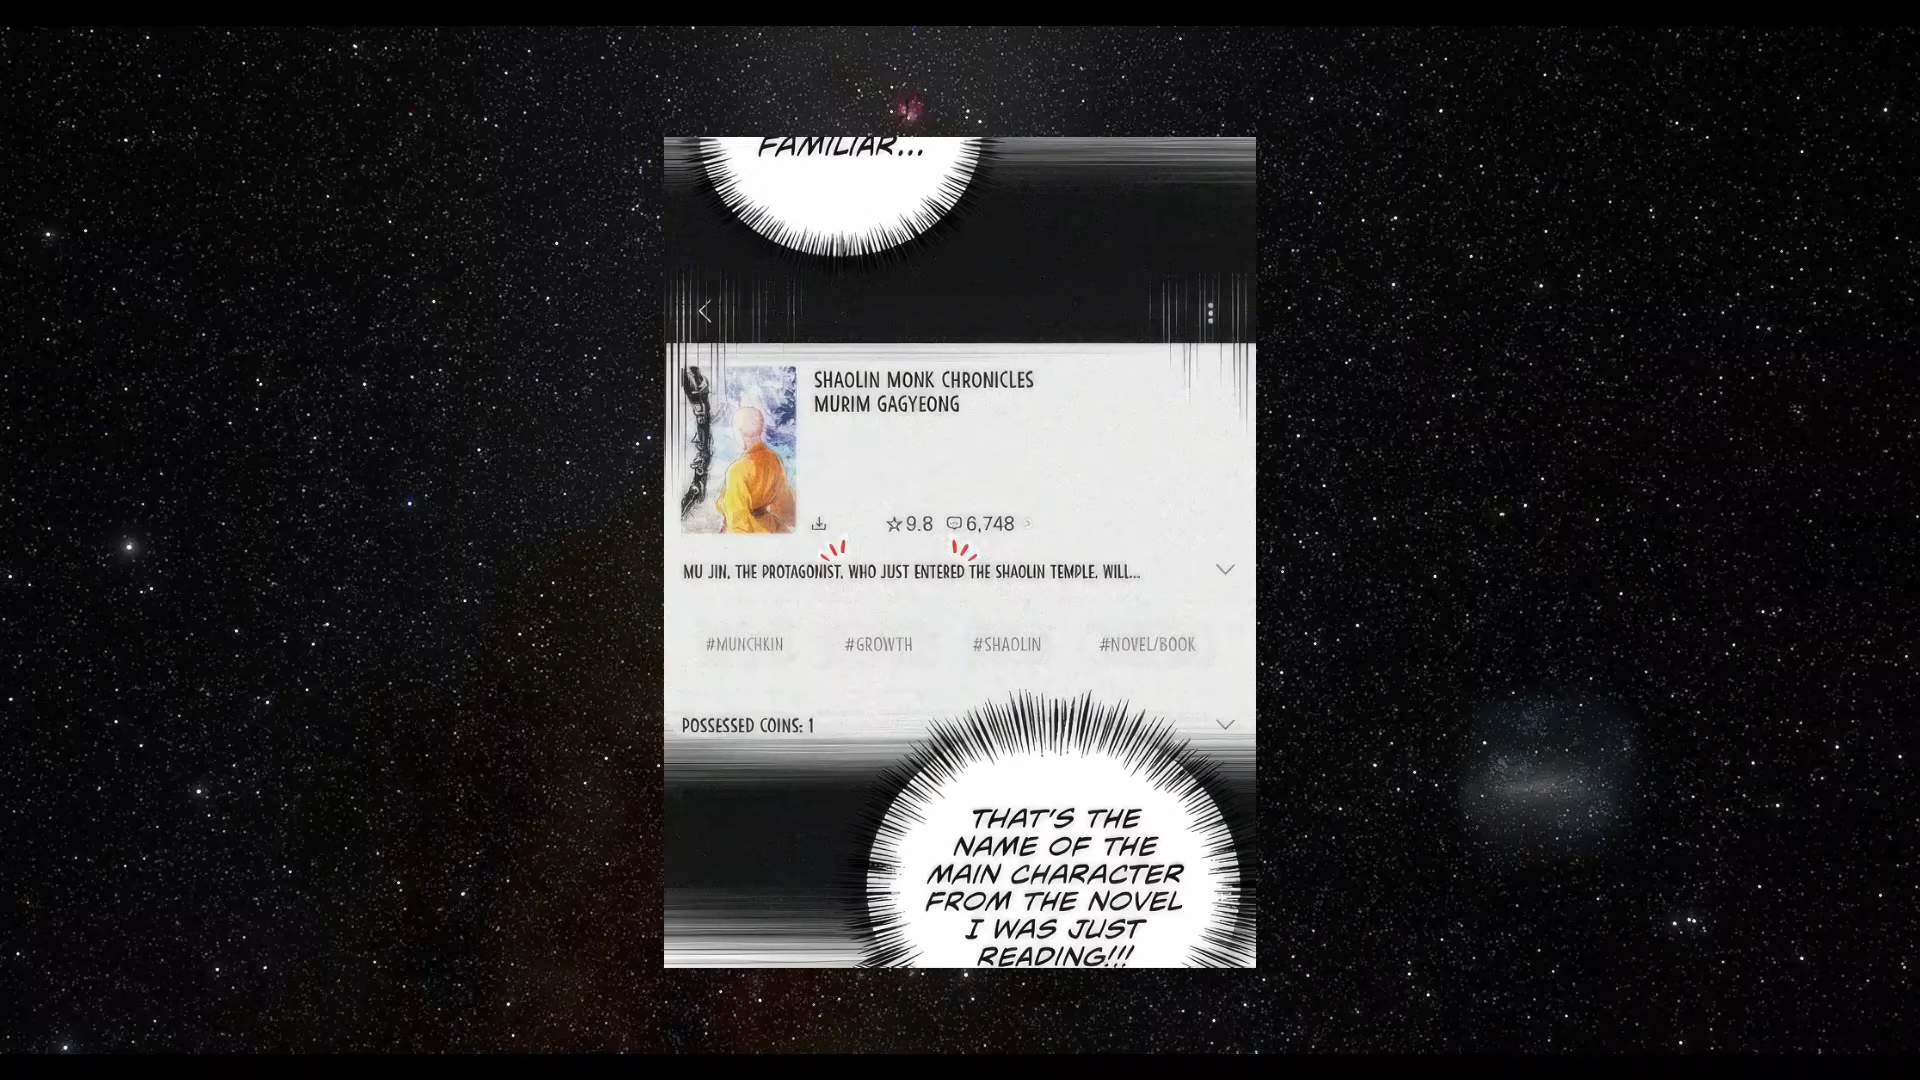 FAMILIAR...
SHAOLIN MONK CHRONICLES
MURIM GAGYEONG
9.8 6,748
MU JIN, THE PROTAGONIST, WHO JUST ENTERED THE SHAOLIN TEMPLE, WILL...
#MUNCHKIN #GROWTH #SHAOLIN #NOVEL/BOOK
POSSESSED COINS: 1
THAT'S THE
NAME OF THE
MAIN CHARACTER
FROM THE NOVEL
I WAS JUST
READING!!!